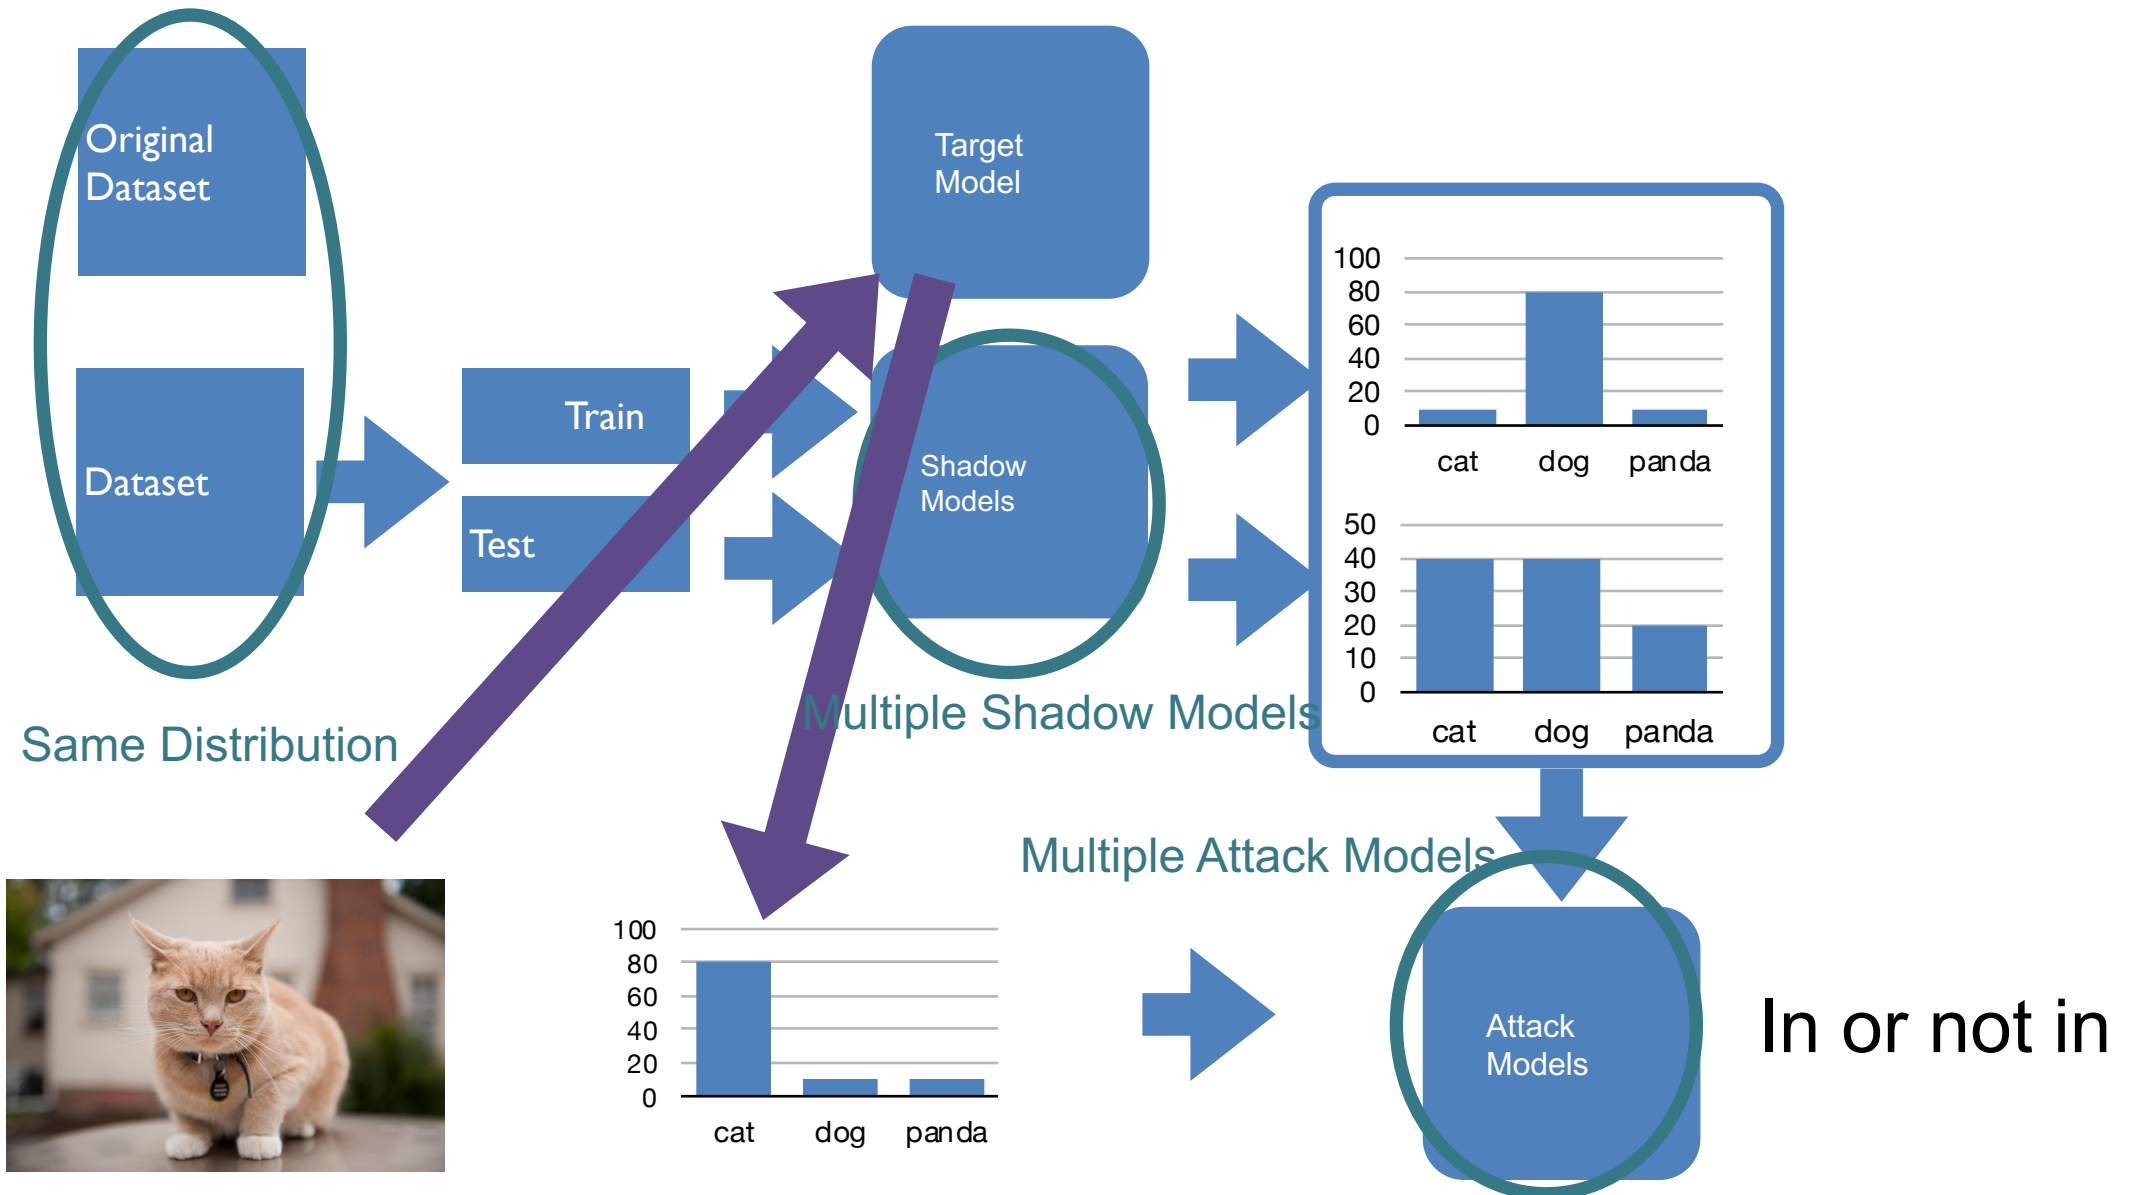 Original
Dataset
Target
Model
Dataset
Train
Test
Shadow
Models
100
80
60
40
20
0
cat dog panda
50
40
30
20
10
0
cat dog panda
Same Distribution
Multiple Shadow Models
Multiple Attack Models
100
80
60
40
20
0
cat dog panda
Attack
Models
In or not in